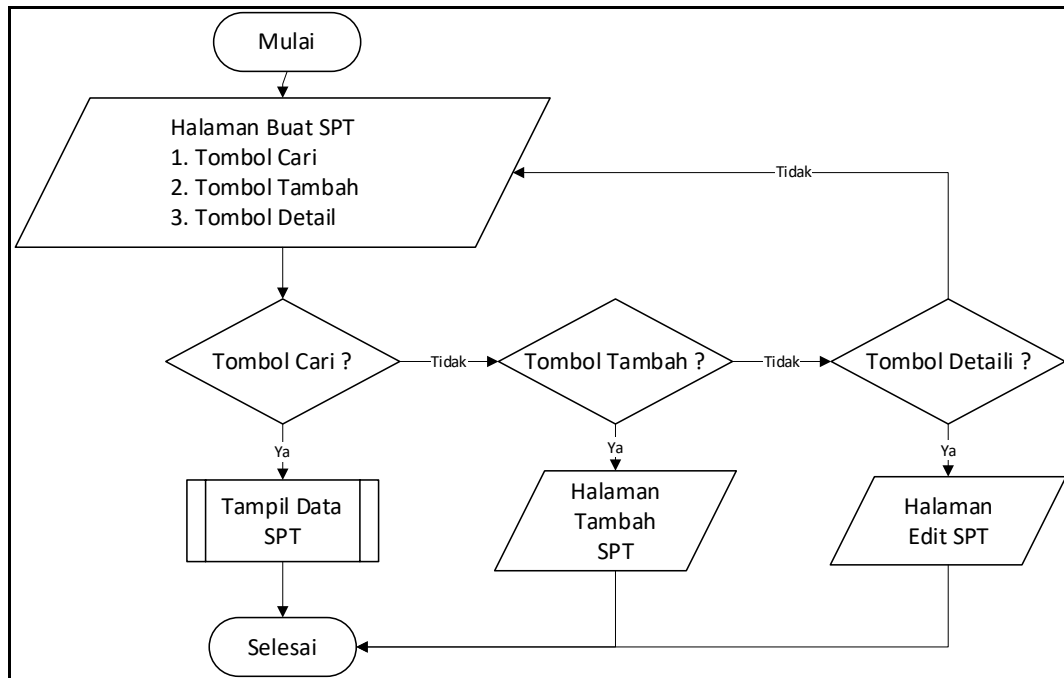 Mulai
Halaman Buat SPT
1. Tombol Cari
2. Tombol Tambah
3. Tombol Detail
Tidak
Tombol Cari ?
Tidak
Tombol Tambah ?
Tidak
Tombol Detaili ?
Ya
Ya
Ya
Tampil Data
SPT
Halaman
Tambah
SPT
Halaman
Edit SPT
Selesai